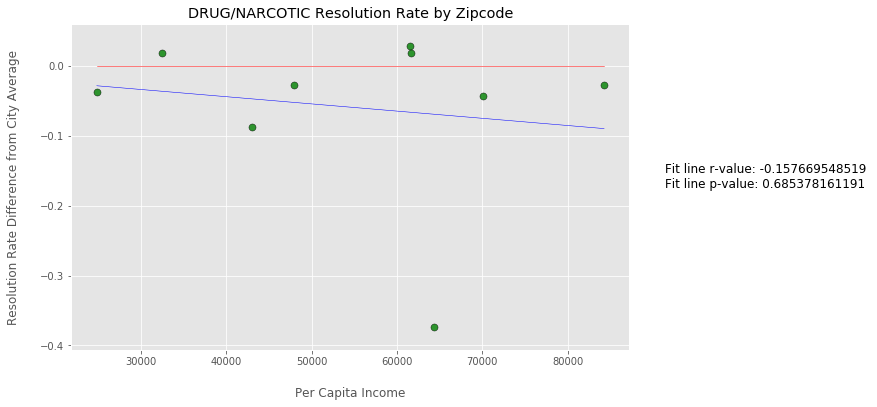 DRUG/NARCOTIC Resolution Rate by Zipcode
Resolution Rate Difference from City Average
0.0
−0.1
−0.2
−0.3
−0.4
30000 40000 50000 60000 70000 80000
Per Capita Income
Fit line r-value: -0.157669548519
Fit line p-value: 0.685378161191